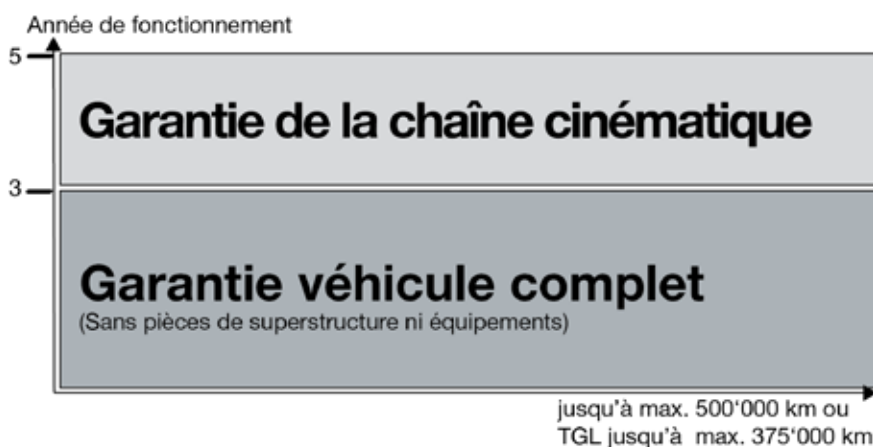 Année de fonctionnement
5
Garantie de la chaîne cinématique
3
Garantie véhicule complet
(Sans pièces de superstructure ni équipements)
jusqu'à max. 500'000 km ou
TGL jusqu'à max. 375'000 km